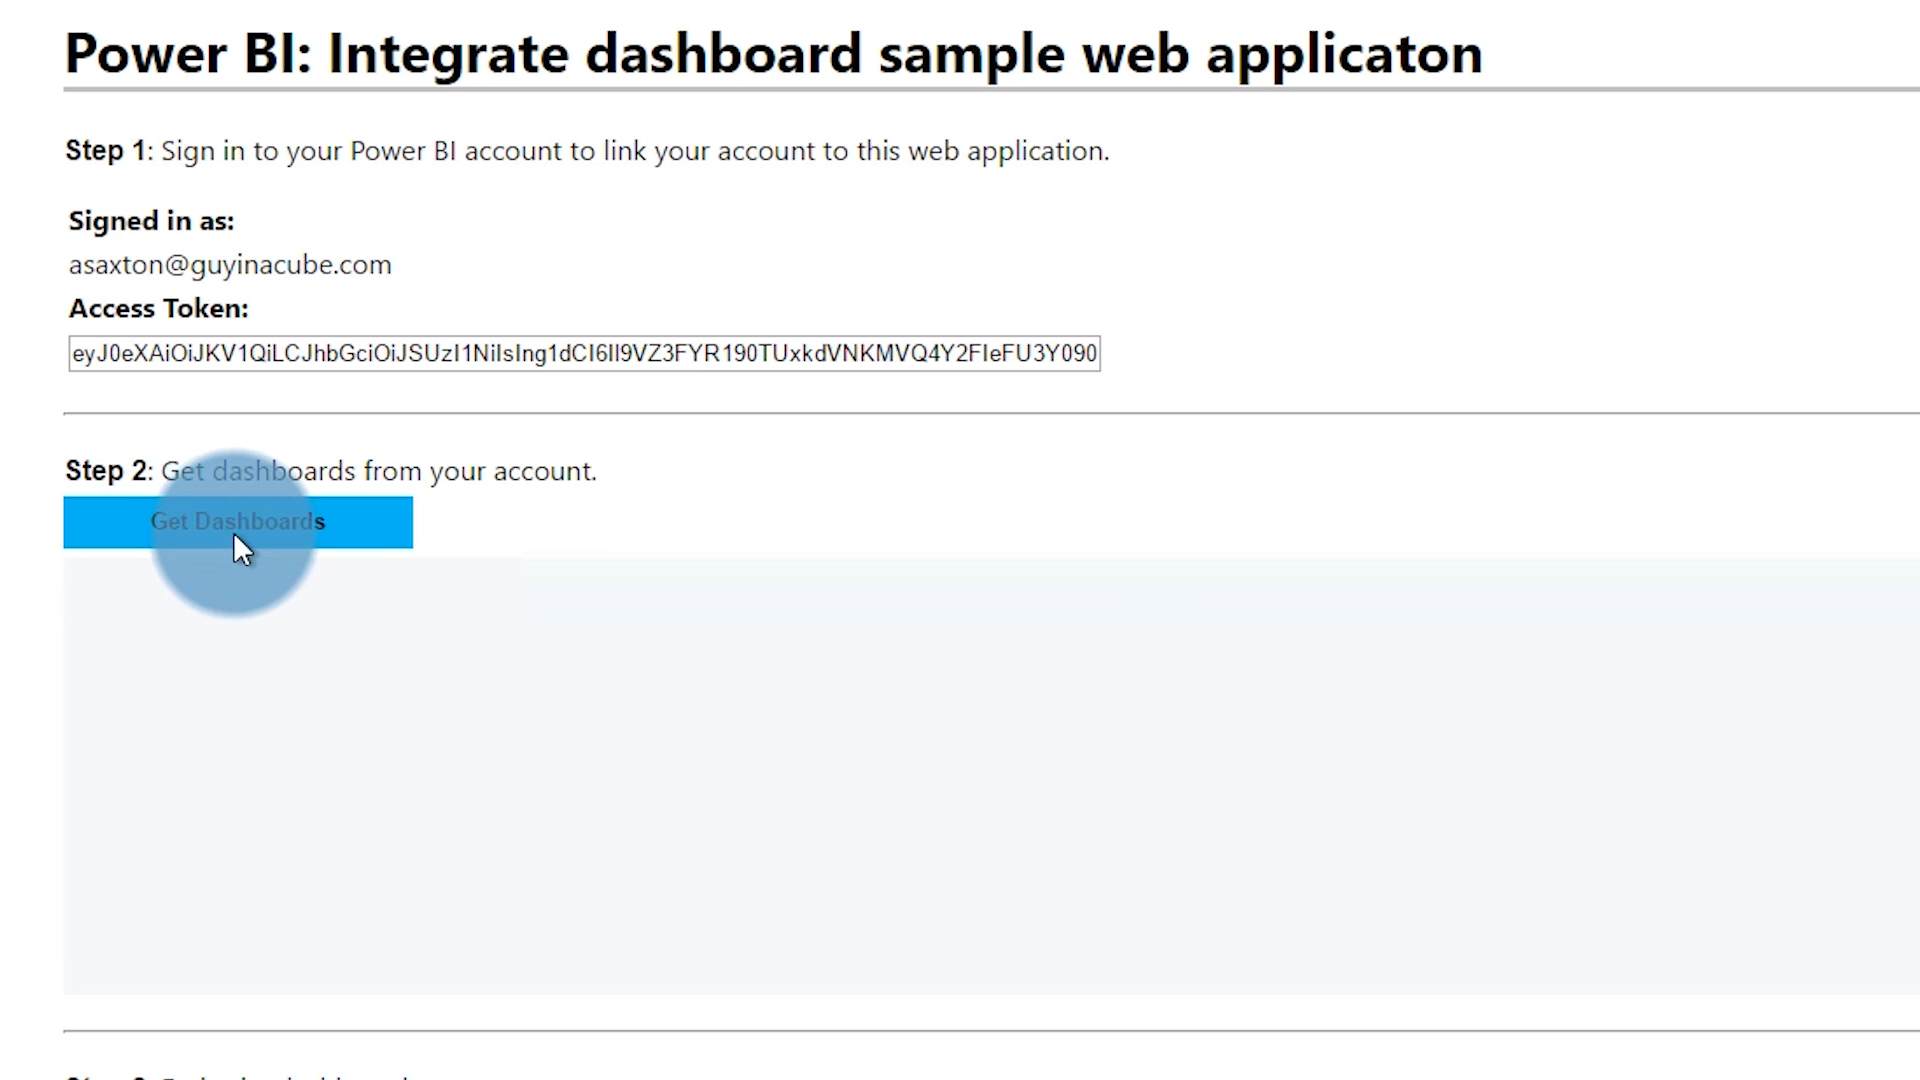 Power BI: Integrate dashboard sample web applicaton
Step 1: Sign in to your Power BI account to link your account to this web application.
Signed in as:
asaxton@guyinacube.com
Access Token:
eyJ0eXAiOiJKV1QiLCJhbGciOiJSUzI1NiIsIng1dCI6Il9VZ3FYR190TUxkdVNKMVQ4Y2FIeFU3Y090
Step 2: Get dashboards from your account.
Get Dashboards